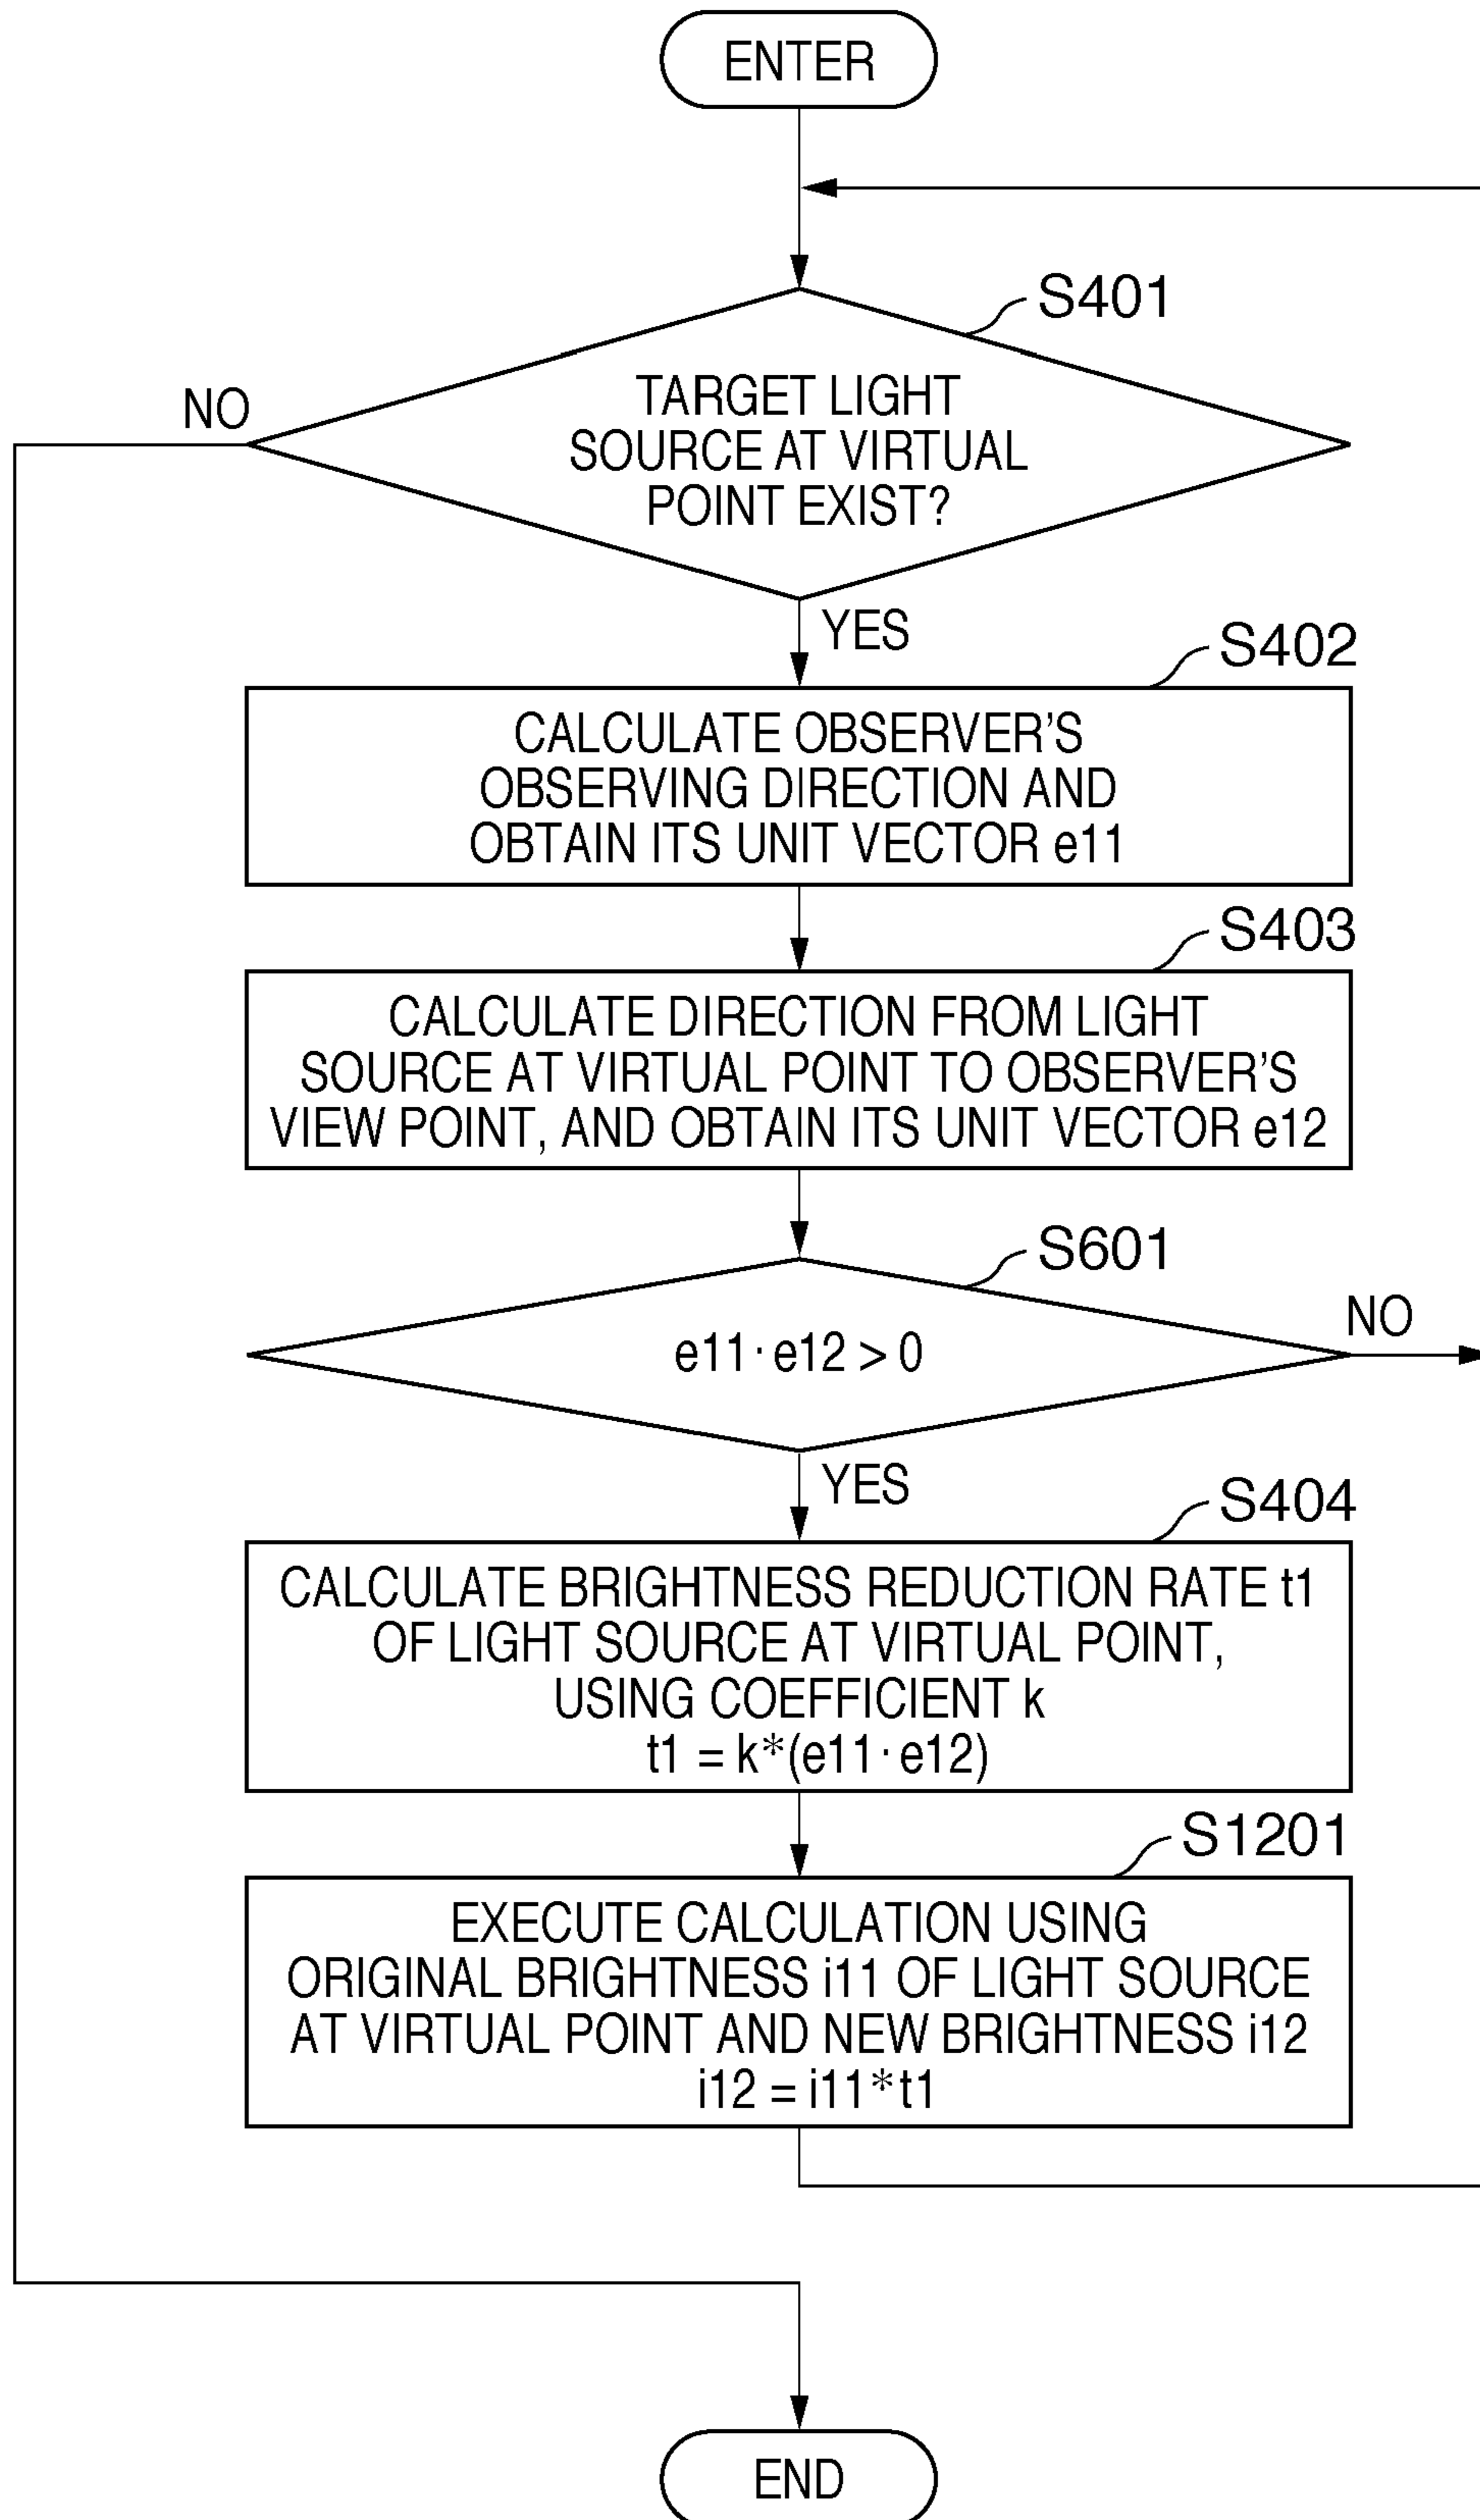 ENTER
S401
TARGET LIGHT
SOURCE AT VIRTUAL
POINT EXIST?
NO
YES
S402
CALCULATE OBSERVER'S
OBSERVING DIRECTION AND
OBTAIN ITS UNIT VECTOR e11
S403
CALCULATE DIRECTION FROM LIGHT
SOURCE AT VIRTUAL POINT TO OBSERVER'S
VIEW POINT, AND OBTAIN ITS UNIT VECTOR e12
S601
e11·e12 > 0
NO
YES
S404
CALCULATE BRIGHTNESS REDUCTION RATE t1
OF LIGHT SOURCE AT VIRTUAL POINT,
USING COEFFICIENT k
t1 = k*(e11·e12)
S1201
EXECUTE CALCULATION USING
ORIGINAL BRIGHTNESS i11 OF LIGHT SOURCE
AT VIRTUAL POINT AND NEW BRIGHTNESS i12
i12 = i11*t1
END